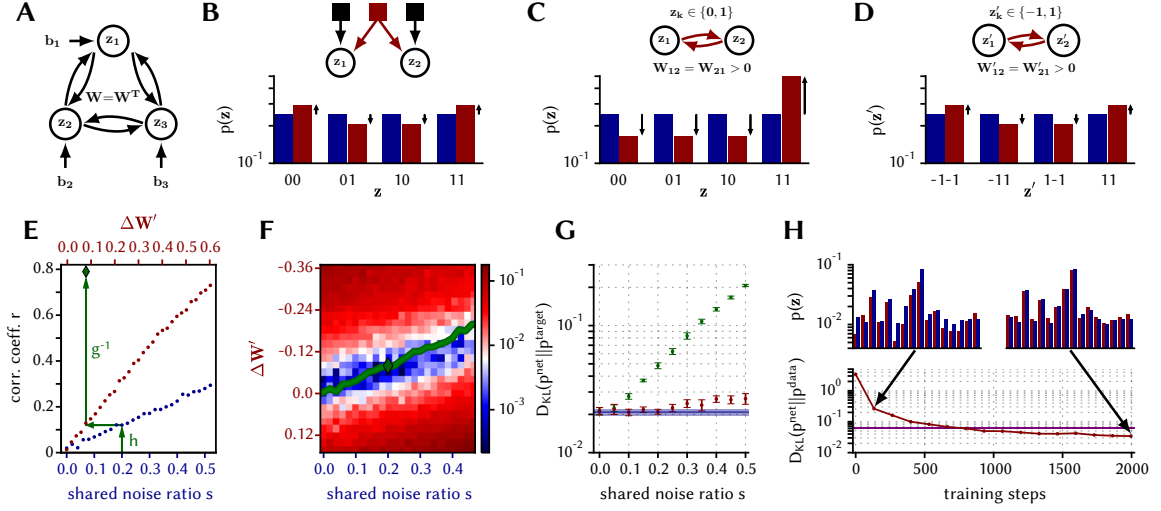 A
b1
z1
W=WT
z2
z3
b2
b3
B
z1
z2
p(z)
10-1
00 01 10 11
z
C
zk ∈ {0, 1}
z1
z2
W12 = W21 > 0
p(z)
10-1
00 01 10 11
z
D
z′k ∈ {-1, 1}
z′1
z′2
W′12 = W′21 > 0
p(z′)
10-1
-1-1 -11 1-1 11
z′
E
ΔW′
0.0 0.1 0.2 0.3 0.4 0.5 0.6
corr. coeff. r
0.8
0.6
0.4
0.2
0
g-1
h
0.0 0.1 0.2 0.3 0.4 0.5
shared noise ratio s
F
ΔW′
-0.36
-0.24
-0.12
0.0
0.12
0.0 0.1 0.2 0.3 0.4
shared noise ratio s
10-1
10-2
10-3
G
DKL(pnet||ptarget)
10-1
10-2
0.0 0.1 0.2 0.3 0.4 0.5
shared noise ratio s
H
p(z)
10-1
10-2
DKL(pnet||pdata)
100
10-1
10-2
0 500 1000 1500 2000
training steps